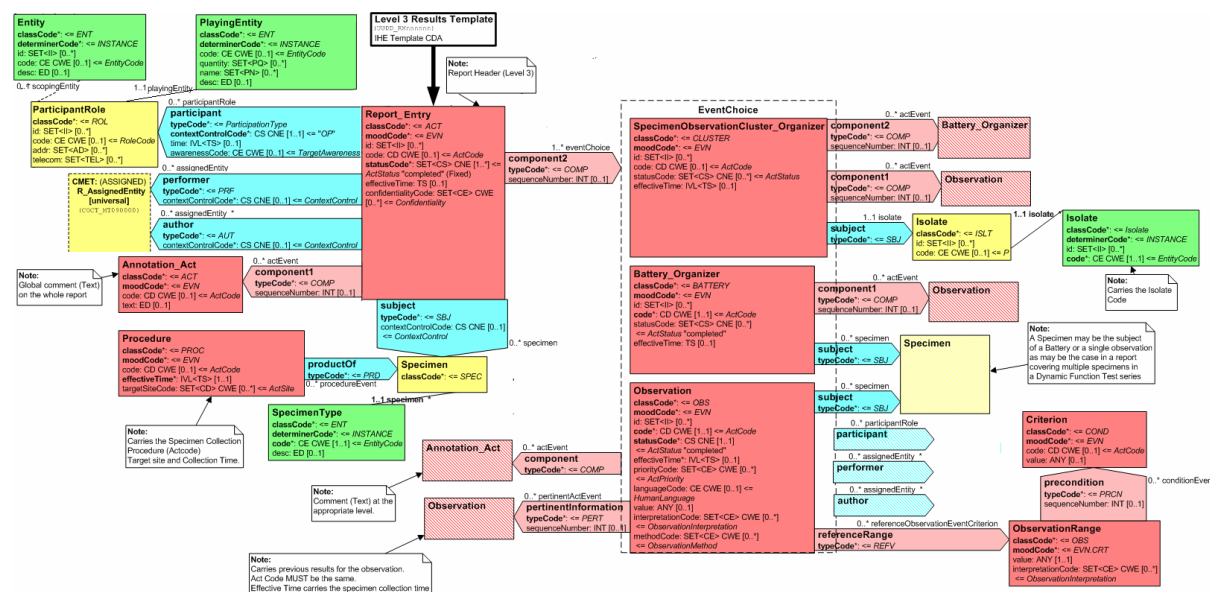 Entity
classCode*: <= ENT
determinerCode*: <= INSTANCE
id: SET<II> [0..*]
code: CE CWE [0..1] <= EntityCode
desc: ED [0..1]
PlayingEntity
classCode*: <= ENT
determinerCode*: <= INSTANCE
code: CE CWE [0..1] <= EntityCode
quantity: SET<PQ> [0..*]
name: SET<PN> [0..*]
desc: ED [0..1]
Level 3 Results Template
IHE Template CDA
Note:
Report Header (Level 3)
scopingEntity
1..1 playingEntity
0..* participantRole
ParticipantRole
classCode*: <= ROL
id: SET<II> [0..*]
code: CE CWE [0..1] <= RoleCode
addr: SET<AD> [0..*]
telecom: SET<TEL> [0..*]
participant
typeCode*: <= ParticipationType
contextControlCode*: CS CNE [1..1] <= "OP"
time: IVL<TS> [0..1]
awarenessCode: CE CWE [0..1] <= TargetAwareness
Report_Entry
classCode*: <= ACT
moodCode*: <= EVN
id: SET<II> [0..*]
code: CD CWE [0..1] <= ActCode
statusCode*: SET<CS> CNE [1..*] <=
ActStatus "completed" (Fixed)
effectiveTime: TS [0..1]
confidentialityCode: SET<CE> CWE
[0..*] <= Confidentiality
0..* assignedEntity
CMET: (ASSIGNED)
R_AssignedEntity
[universal]
(COCT_MT090000)
performer
typeCode*: <= PRF
contextControlCode*: CS CNE [0..1] <= ContextControl
0..* assignedEntity *
author
typeCode*: <= AUT
contextControlCode*: CS CNE [0..1] <= ContextControl
0..* actEvent
component1
typeCode*: <= COMP
sequenceNumber: INT [0..1]
Annotation_Act
classCode*: <= ACT
moodCode*: <= EVN
code: CD CWE [0..1] <= ActCode
text: ED [0..1]
Note:
Global comment (Text)
on the whole report
subject
typeCode*: <= SBJ
contextControlCode: CS CNE [0..1]
<= ContextControl
0..* specimen
Procedure
classCode*: <= PROC
moodCode*: <= EVN
code: CD CWE [0..1] <= ActCode
effectiveTime*: IVL<TS> [1..1]
targetSiteCode: SET<CD> CWE [0..*] <= ActSite
productOf
typeCode*: <= PRD
0..* procedureEvent
Specimen
classCode*: <= SPEC
1..1 specimen *
SpecimenType
classCode*: <= ENT
determinerCode*: <= INSTANCE
code*: CE CWE [0..1] <= EntityCode
desc: ED [0..1]
Note:
Carries the Specimen Collection
Procedure (Actcode)
Target site and Collection Time.
1..* eventChoice
component2
typeCode*: <= COMP
sequenceNumber: INT [0..1]
EventChoice
SpecimenObservationCluster_Organizer
classCode*: <= CLUSTER
moodCode*: <= EVN
id: SET<II> [0..*]
code: CD CWE [0..1] <= ActCode
statusCode*: SET<CS> CNE [0..*] <= ActStatus
effectiveTime: IVL<TS> [0..1]
0..* actEvent
component2
typeCode*: <= COMP
sequenceNumber: INT [0..1]
Battery_Organizer
0..* actEvent
component1
typeCode*: <= COMP
sequenceNumber: INT [0..1]
Observation
0..1 isolate
subject
typeCode*: <= SBJ
Isolate
classCode*: <= ISLT
id: SET<II> [0..*]
code: CE CWE [0..1] <= P
1..1 isolate *
Isolate
classCode*: <= Isolate
determinerCode*: <= INSTANCE
id: SET<II> [0..*]
code*: CE CWE [1..1] <= EntityCode
Note:
Carries the Isolate
Code
Battery_Organizer
classCode*: <= BATTERY
moodCode*: <= EVN
id: SET<II> [0..*]
code*: CD CWE [1..1] <= ActCode
statusCode: SET<CS> CNE [0..*]
<= ActStatus "completed"
effectiveTime: TS [0..1]
0..* actEvent
component1
typeCode*: <= COMP
sequenceNumber: INT [0..1]
Observation
0..* specimen
subject
typeCode*: <= SBJ
Specimen
0..* specimen
subject
typeCode*: <= SBJ
Note:
A Specimen may be the subject
of a Battery or a single observation
as may be the case in a report
covering multiple specimens in
a Dynamic Function Test series
Observation
classCode*: <= OBS
moodCode*: <= EVN
id: SET<II> [0..*]
code*: CD CWE [1..1] <= ActCode
statusCode*: CS CNE [1..1]
<= ActStatus "completed"
effectiveTime*: IVL<TS> [0..1]
priorityCode: SET<CE> CWE [0..*]
<= ActPriority
languageCode: CE CWE [0..1] <=
HumanLanguage
value: ANY [0..1]
interpretationCode: SET<CE> CWE [0..*]
<= ObservationInterpretation
methodCode: SET<CE> CWE [0..*]
<= ObservationMethod
0..* participantRole
participant
0..* assignedEntity *
performer
0..* assignedEntity *
author
0..* referenceObservationEventCriterion
referenceRange
typeCode*: <= REFV
ObservationRange
classCode*: <= OBS
moodCode*: <= EVN.CRT
value: ANY [1..1]
interpretationCode: SET<CE> CWE [0..*]
<= ObservationInterpretation
Criterion
classCode*: <= COND
moodCode*: <= EVN
code: CD CWE [0..1] <= ActCode
value: ANY [0..1]
precondition
typeCode*: <= PRCN
sequenceNumber: INT [0..1]
0..* conditionEver
Annotation_Act
0..* actEvent
component
typeCode*: <= COMP
Note:
Comment (Text) at the
appropriate level.
Observation
0..* pertinentActEvent
pertinentInformation
typeCode*: <= PERT
sequenceNumber: INT [0..1]
Note:
Carries previous results for the observation.
Act Code MUST be the same.
Effective Time carries the specimen collection time